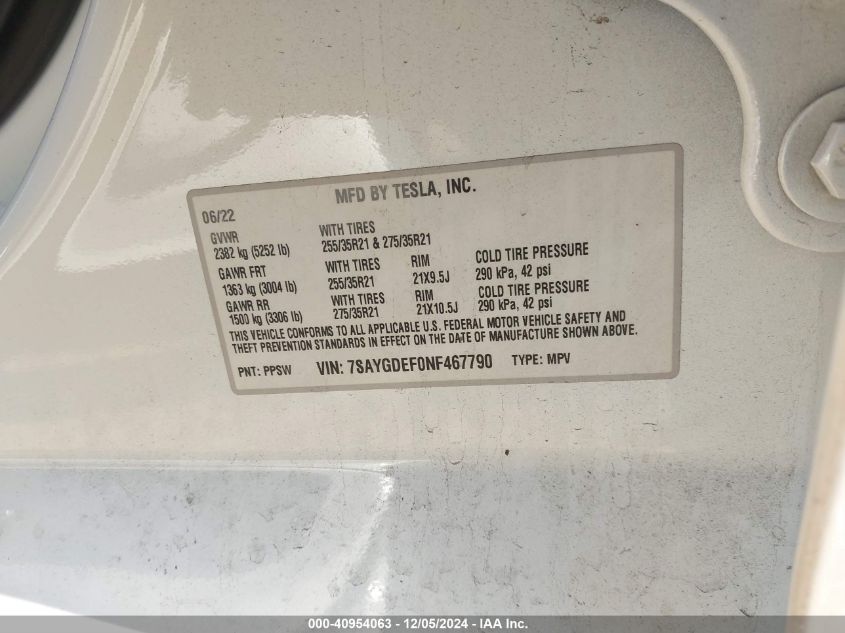 MFD BY TESLA, INC.
06/22
GVWR
2382 kg (5252 lb)
WITH TIRES
255/35R21 & 275/35R21
GAWR FRT
1363 kg (3004 lb)
WITH TIRES
255/35R21
RIM
21X9.5J
COLD TIRE PRESSURE
290 kPa, 42 psi
GAWR RR
1500 kg (3306 lb)
WITH TIRES
275/35R21
RIM
21X10.5J
COLD TIRE PRESSURE
290 kPa, 42 psi
THIS VEHICLE CONFORMS TO ALL APPLICABLE U.S. FEDERAL MOTOR VEHICLE SAFETY AND
THEFT PREVENTION STANDARDS IN EFFECT ON THE DATE OF MANUFACTURE SHOWN ABOVE.
PNT: PPSW VIN: 7SAYGDEF0NF467790 TYPE: MPV
000-40954063 - 12/05/2024 - Copyright © 2024 IAA, Inc.